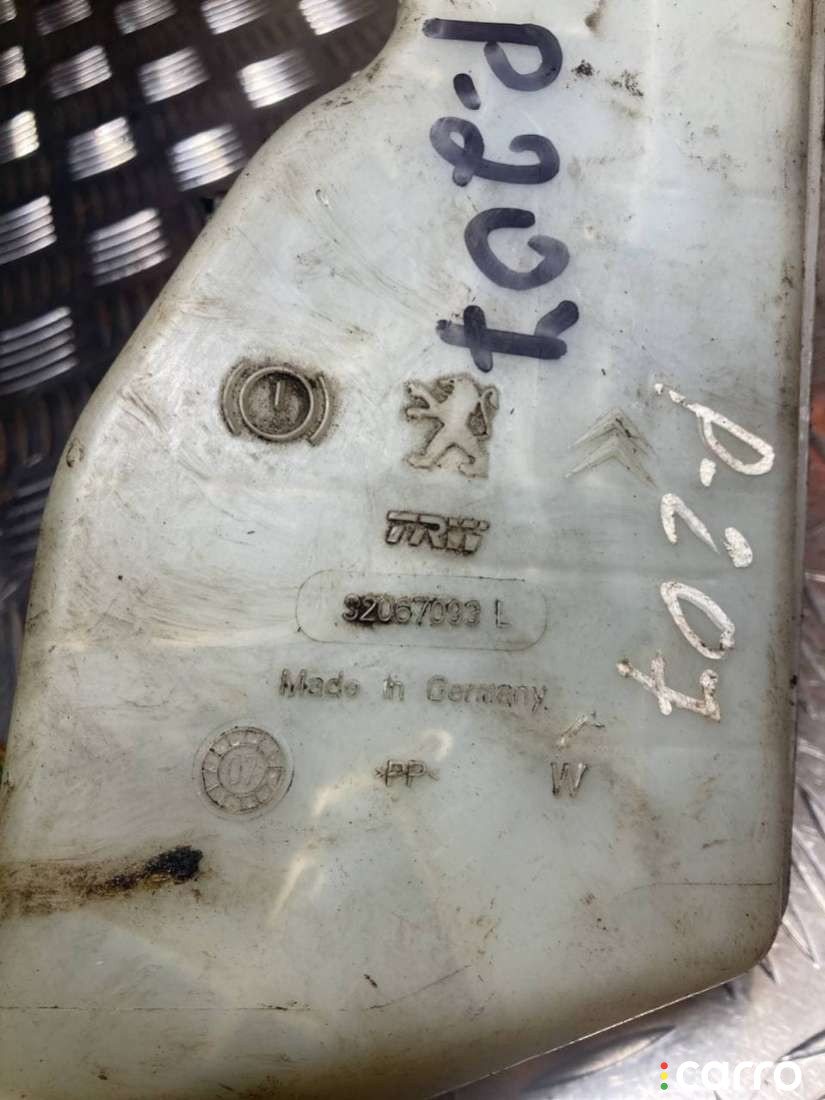 P.207
P.207
TRW
32067093 L
Made in Germany
07
>PP<
W
carro